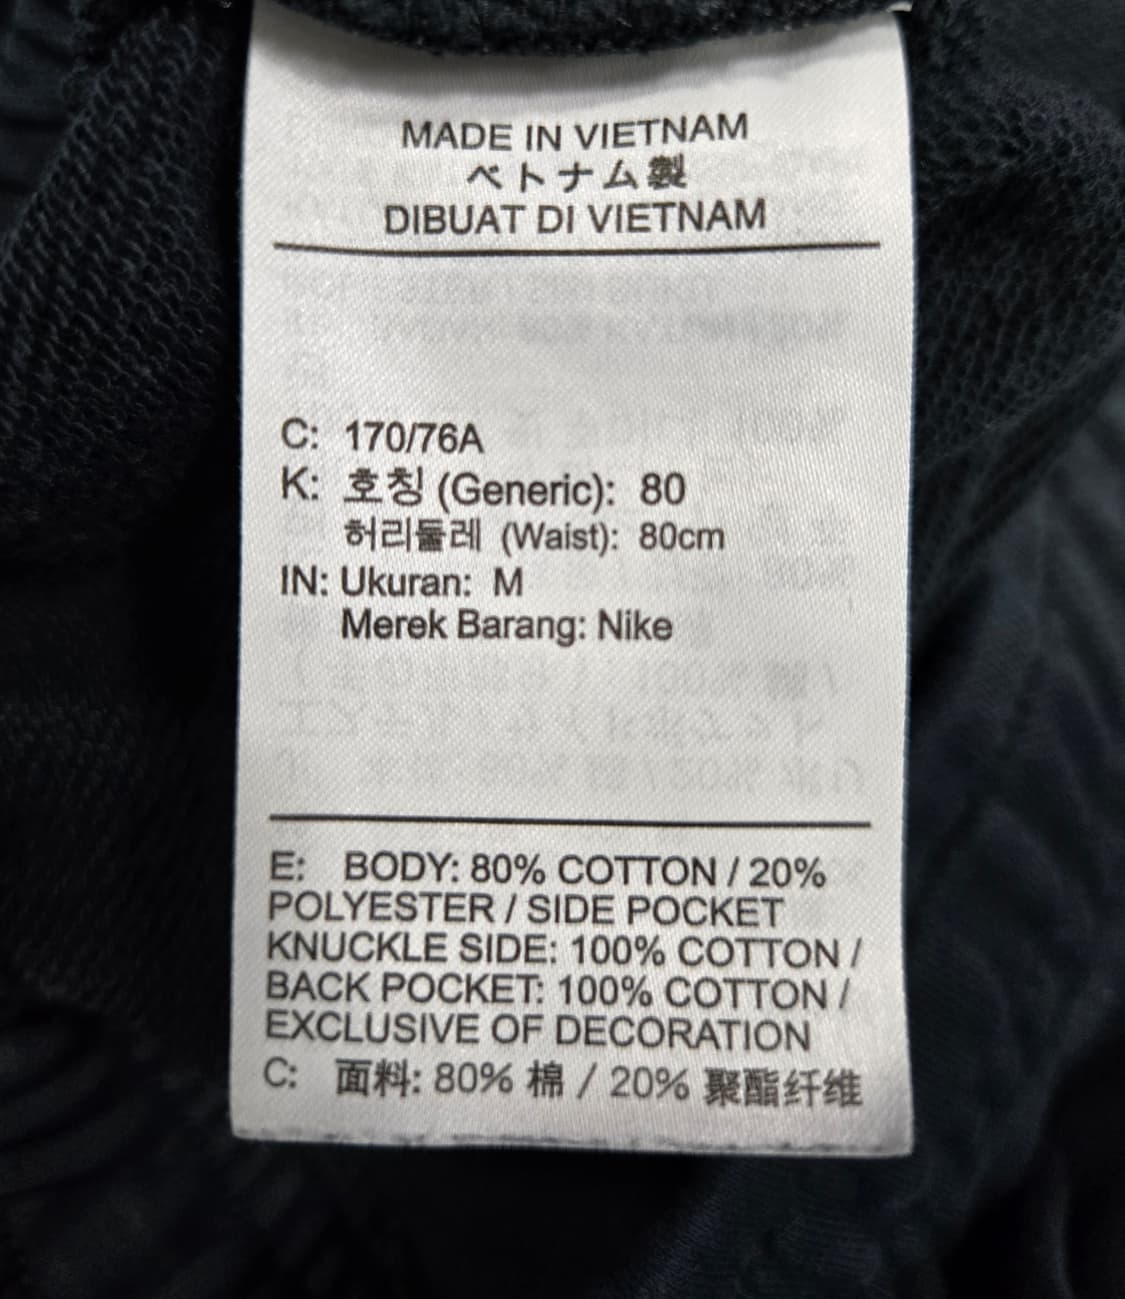 MADE IN VIETNAM
ベトナム製
DIBUAT DI VIETNAM
C: 170/76A
K: 호칭 (Generic): 80
허리둘레 (Waist): 80cm
IN: Ukuran: M
Merek Barang: Nike
E: BODY: 80% COTTON / 20%
POLYESTER / SIDE POCKET
KNUCKLE SIDE: 100% COTTON /
BACK POCKET: 100% COTTON /
EXCLUSIVE OF DECORATION
C: 面料: 80% 棉 / 20% 聚酯纤维